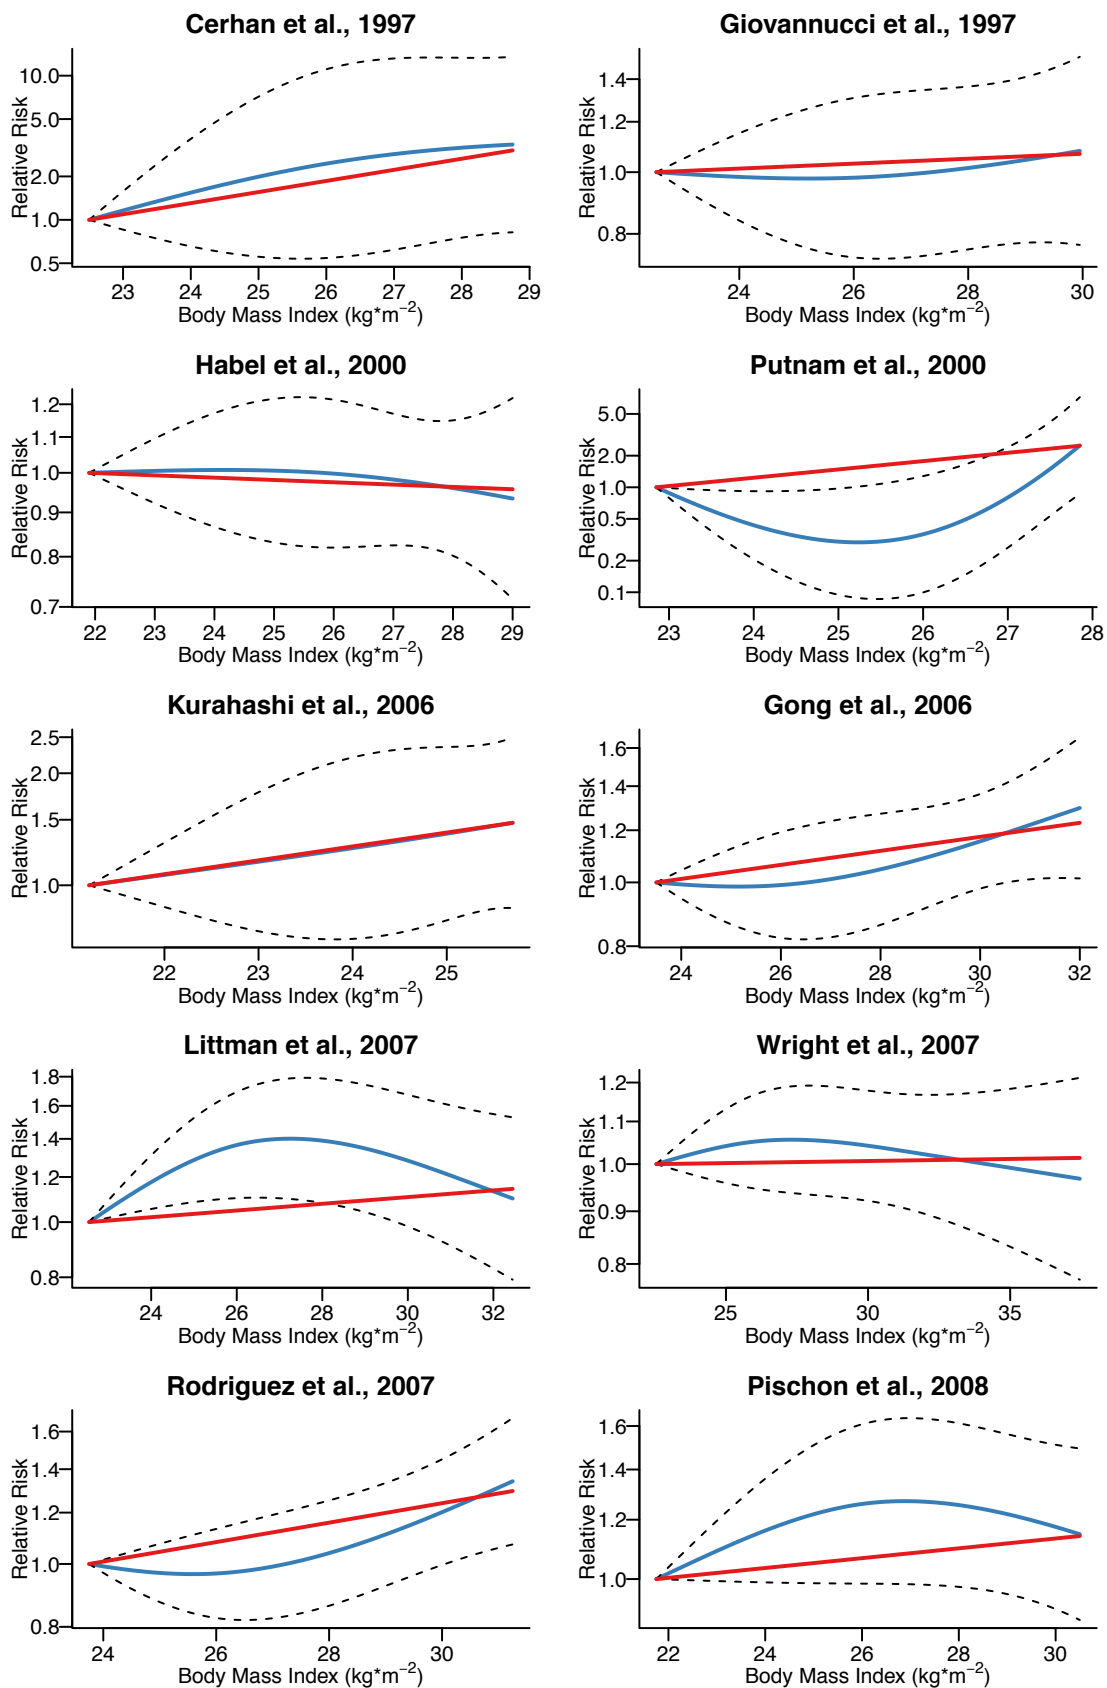 Cerhan et al., 1997
Relative Risk
10.0
5.0
2.0
1.0
0.5
23 24 25 26 27 28 29
Body Mass Index (kg*m−2)
Giovannucci et al., 1997
Relative Risk
1.4
1.2
1.0
0.8
24 26 28 30
Body Mass Index (kg*m−2)
Habel et al., 2000
Relative Risk
1.2
1.1
1.0
0.9
0.8
0.7
22 23 24 25 26 27 28 29
Body Mass Index (kg*m−2)
Putnam et al., 2000
Relative Risk
5.0
2.0
1.0
0.5
0.2
0.1
23 24 25 26 27 28
Body Mass Index (kg*m−2)
Kurahashi et al., 2006
Relative Risk
2.5
2.0
1.5
1.0
22 23 24 25
Body Mass Index (kg*m−2)
Gong et al., 2006
Relative Risk
1.6
1.4
1.2
1.0
0.8
24 26 28 30 32
Body Mass Index (kg*m−2)
Littman et al., 2007
Relative Risk
1.8
1.6
1.4
1.2
1.0
0.8
24 26 28 30 32
Body Mass Index (kg*m−2)
Wright et al., 2007
Relative Risk
1.2
1.1
1.0
0.9
0.8
25 30 35
Body Mass Index (kg*m−2)
Rodriguez et al., 2007
Relative Risk
1.6
1.4
1.2
1.0
0.8
24 26 28 30
Body Mass Index (kg*m−2)
Pischon et al., 2008
Relative Risk
1.6
1.4
1.2
1.0
22 24 26 28 30
Body Mass Index (kg*m−2)